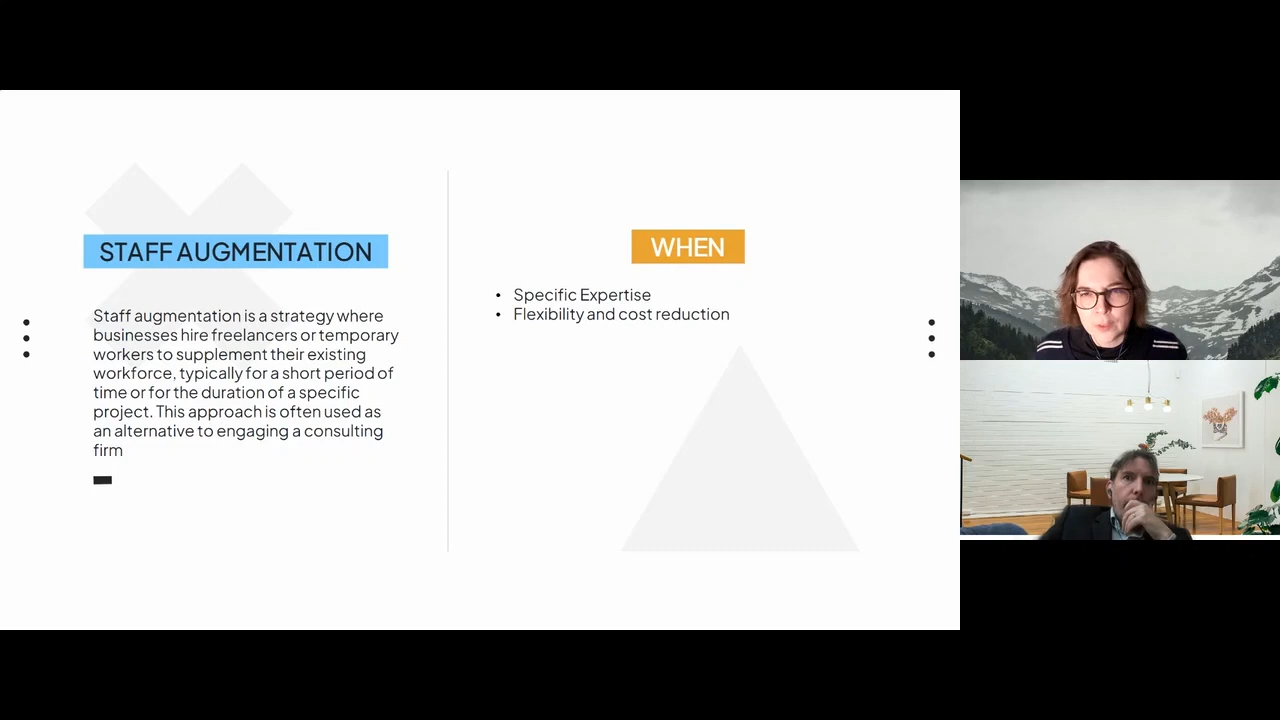 STAFF AUGMENTATION
Staff augmentation is a strategy where
businesses hire freelancers or temporary
workers to supplement their existing
workforce, typically for a short period of
time or for the duration of a specific
project. This approach is often used as
an alternative to engaging a consulting
firm
WHEN
• Specific Expertise
• Flexibility and cost reduction